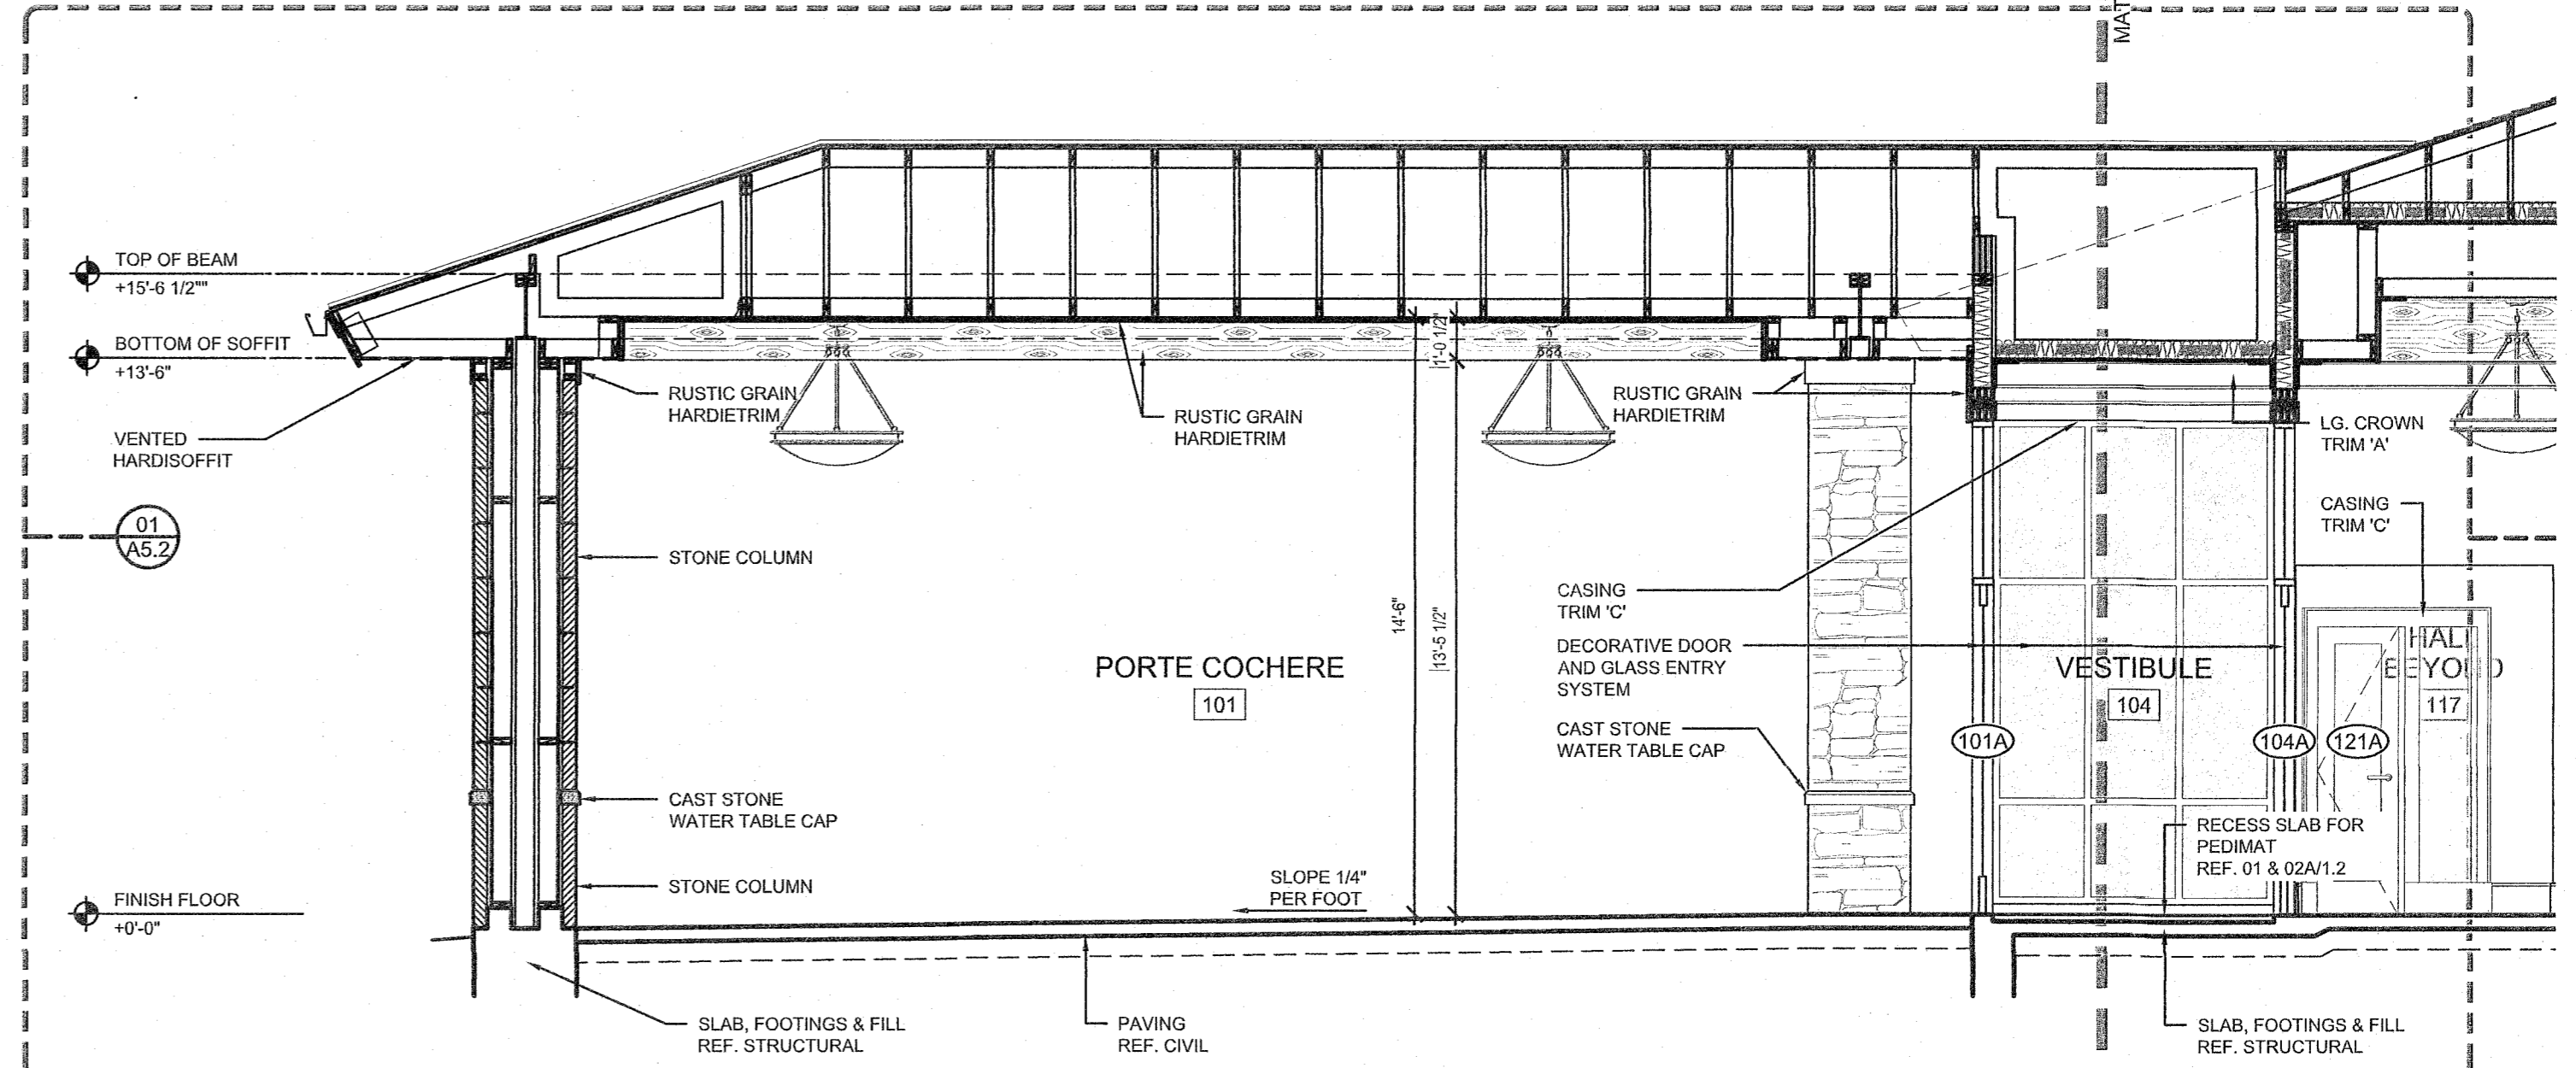 MAT
TOP OF BEAM
+15'-6 1/2""
BOTTOM OF SOFFIT
+13'-6"
VENTED
HARDISOFFIT
01
A5.2
FINISH FLOOR
+0'-0"
RUSTIC GRAIN
HARDIETRIM
STONE COLUMN
CAST STONE
WATER TABLE CAP
STONE COLUMN
SLAB, FOOTINGS & FILL
REF. STRUCTURAL
RUSTIC GRAIN
HARDIETRIM
PORTE COCHERE
101
SLOPE 1/4"
PER FOOT
PAVING
REF. CIVIL
14'-6"
1'-0 1/2"
13'-5 1/2"
RUSTIC GRAIN
HARDIETRIM
CASING
TRIM 'C'
DECORATIVE DOOR
AND GLASS ENTRY
SYSTEM
CAST STONE
WATER TABLE CAP
VESTIBULE
104
101A
104A
121A
LG. CROWN
TRIM 'A'
CASING
TRIM 'C'
HALL
BEYOND
117
RECESS SLAB FOR
PEDIMAT
REF. 01 & 02A/1.2
SLAB, FOOTINGS & FILL
REF. STRUCTURAL